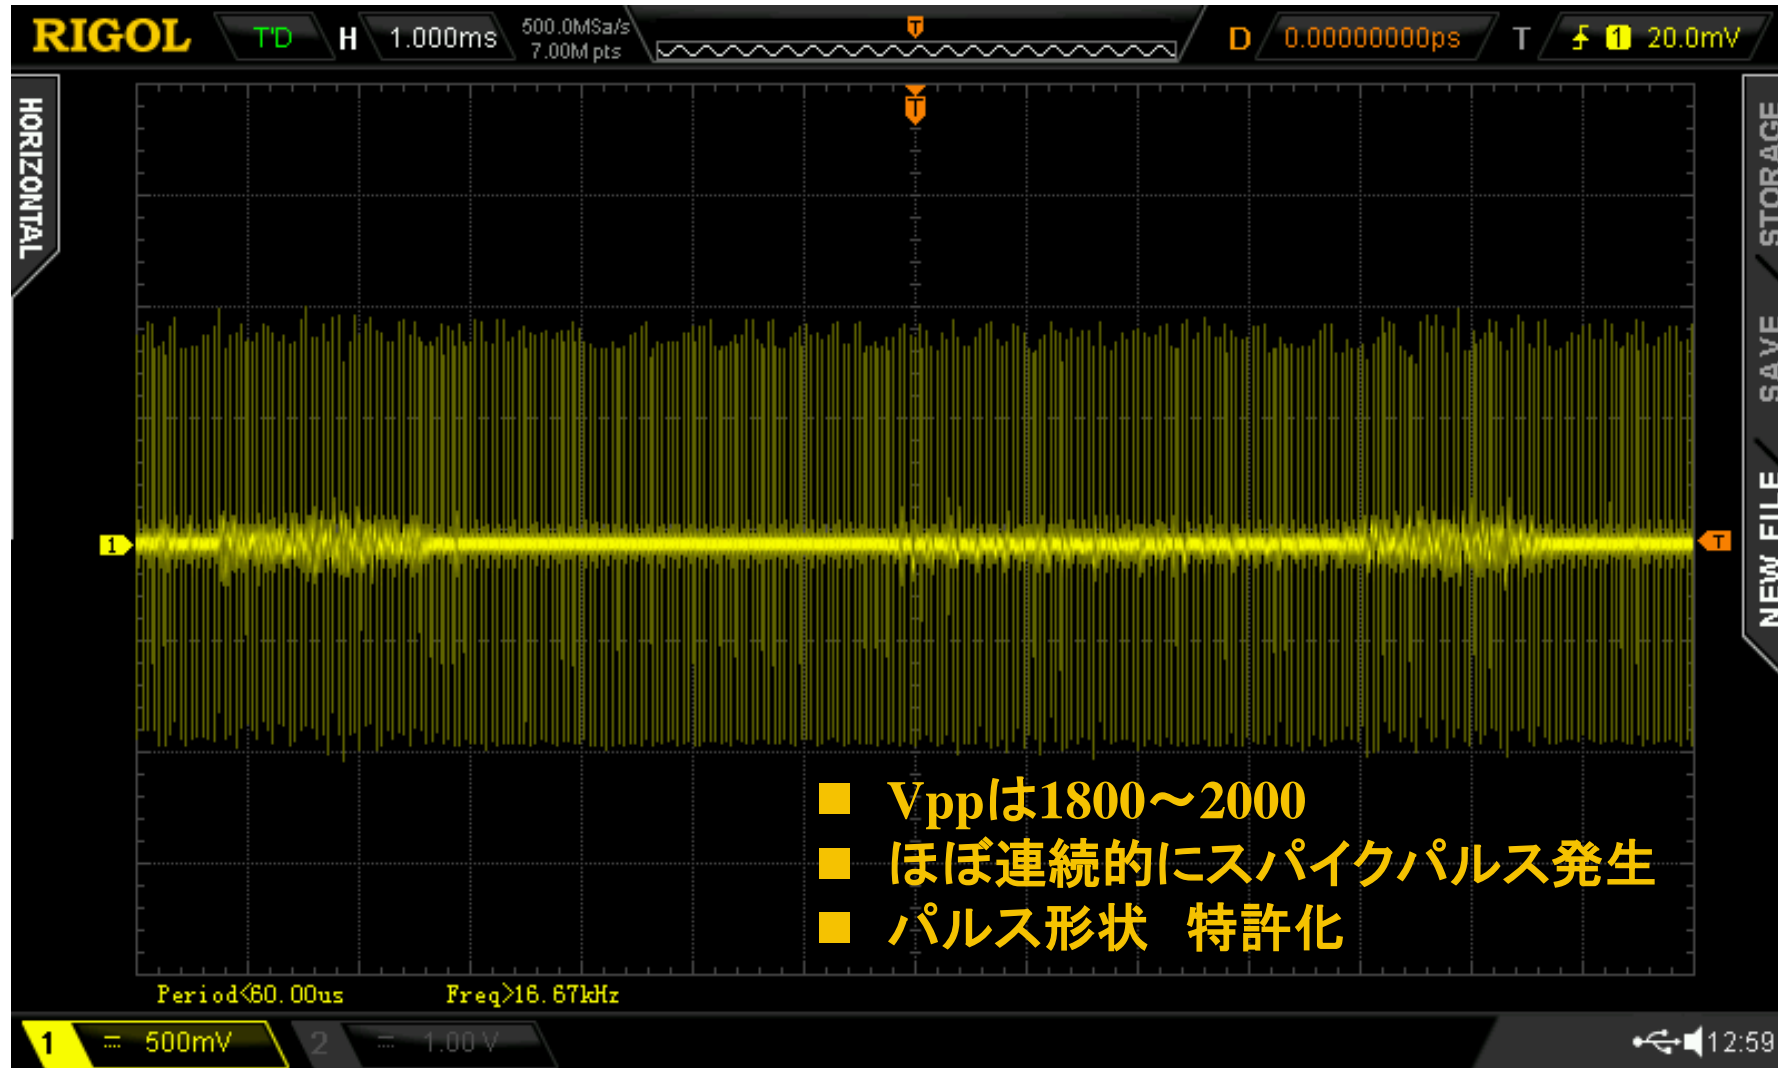 RIGOL T'D H 1.000ms 500.0MSa/s 7.00M pts T D 0.00000000ps T 1 20.0mV
HORIZONTAL
T
STORAGE
SAVE
NEW FILE
1
T
■ Vppは1800～2000
■ ほぼ連続的にスパイクパルス発生
■ パルス形状　特許化
Period<60.00us Freq>16.67kHz
1 500mV 2 1.00 V 12:59